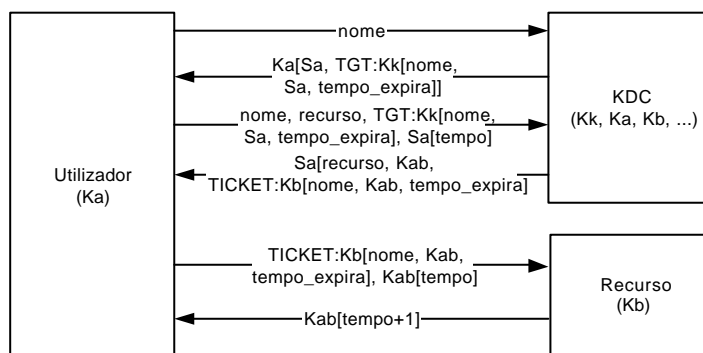 nome
Ka[Sa, TGT:Kk[nome,
Sa, tempo_expira]]
KDC
(Kk, Ka, Kb, ...)
nome, recurso, TGT:Kk[nome,
Sa, tempo_expira], Sa[tempo]
Sa[recurso, Kab,
TICKET:Kb[nome, Kab, tempo_expira]
Utilizador
(Ka)
TICKET:Kb[nome, Kab,
tempo_expira], Kab[tempo]
Recurso
(Kb)
Kab[tempo+1]